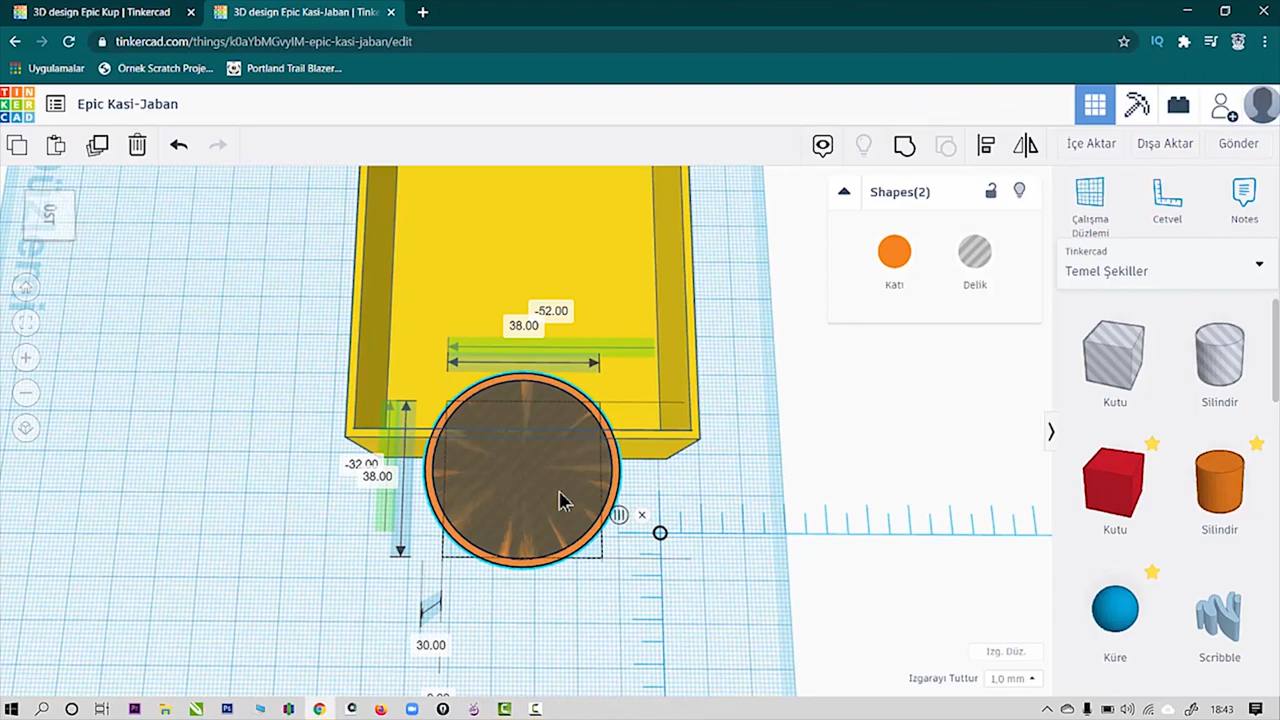 3D design Epic Kup | Tinkercad
3D design Epic Kasi-Jaban | Tinke
tinkercad.com/things/k0aYbMGvyIM-epic-kasi-jaban/edit
Uygulamalar
Örnek Scratch Proje...
Portland Trail Blazer...
TIN
KER
CAD
Epic Kasi-Jaban
İçe Aktar
Dışa Aktar
Gönder
ÜST
Shapes(2)
Katı
Delik
Çalışma
Düzlemi
Cetvel
Notes
Tinkercad
Temel Şekiller
-52.00
38.00
-32.00
38.00
30.00
Kutu
Silindir
Kutu
Silindir
Küre
Scribble
Izg. Düz.
Izgarayı Tuttur
1,0 mm
18:43